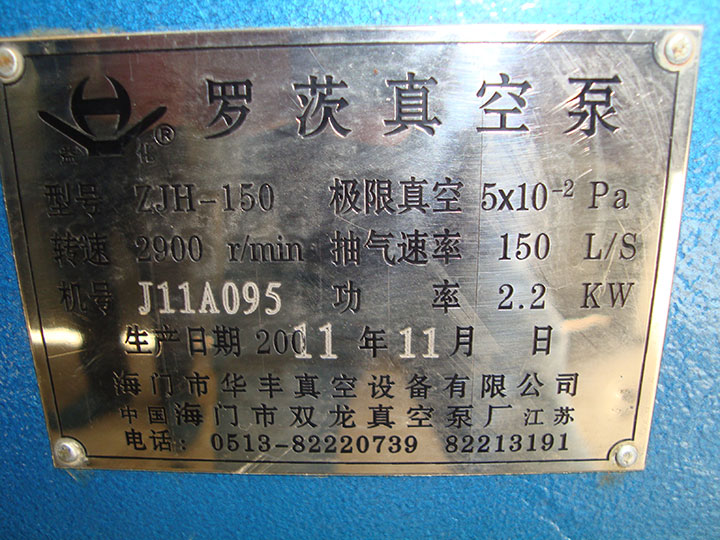 罗茨真空泵
®
型号 ZJH-150 极限真空 5x10⁻² Pa
转速 2900 r/min 抽气速率 150 L/S
机号 J11A095 功率 2.2 KW
生产日期 20011 年 11 月 日
海门市华丰真空设备有限公司
中国海门市双龙真空泵厂江苏
电话: 0513-82220739 82213191